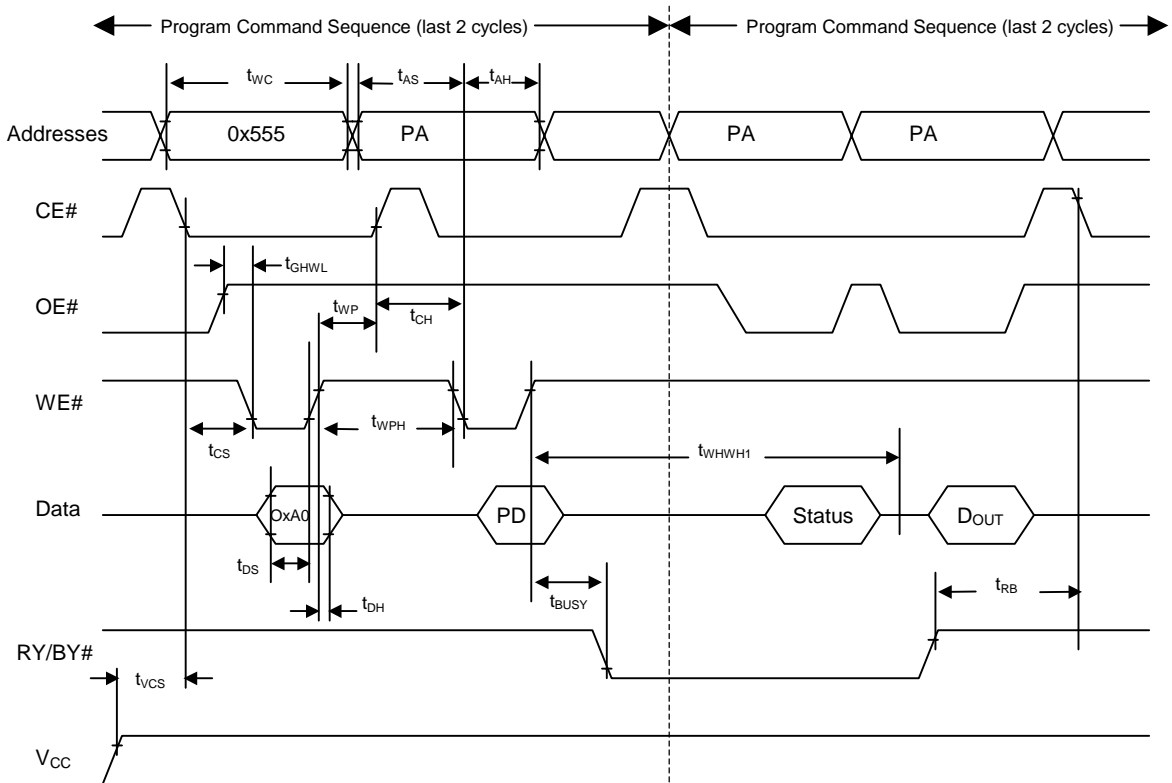 Program Command Sequence (last 2 cycles) Program Command Sequence (last 2 cycles)
tWC tAS tAH
Addresses 0x555 PA PA PA
CE#
tGHWL
OE# tWP tCH
WE#
tCS tWPH tWHWH1
Data OxA0 PD Status DOUT
tDS tDH tBUSY tRB
RY/BY#
tVCS
VCC